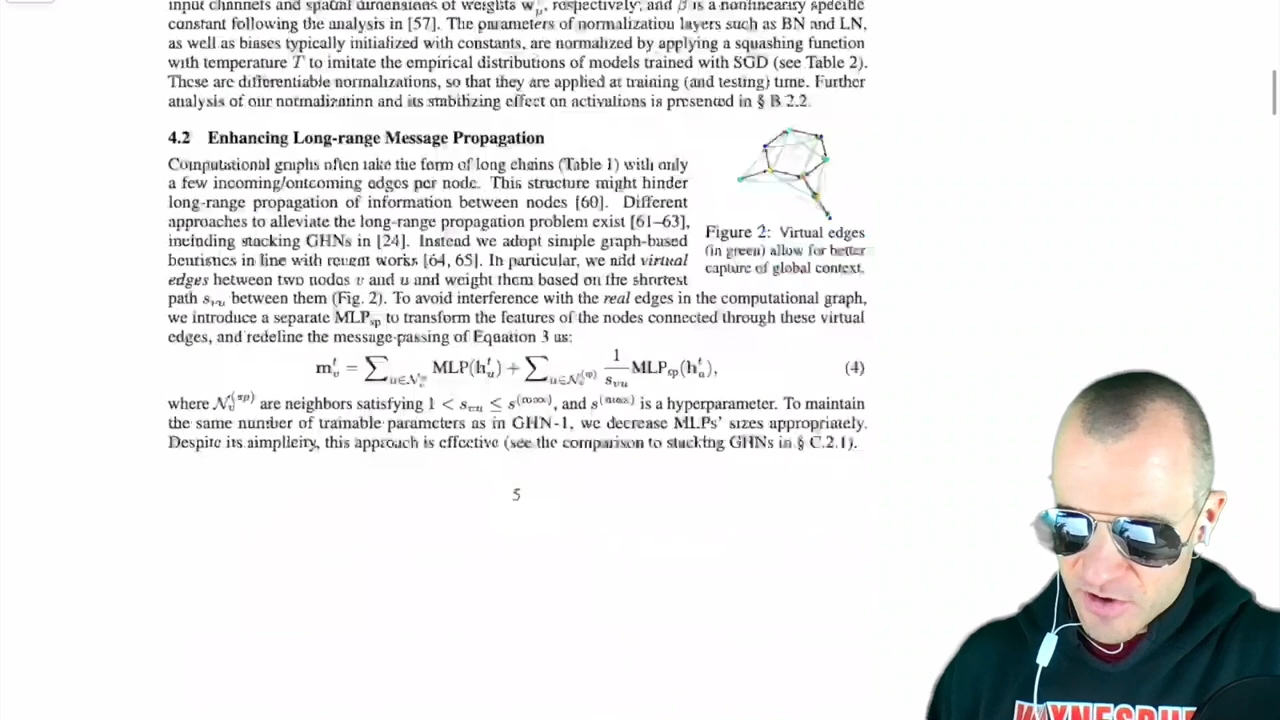 input channels and spatial dimensions of weights wₚ, respectively, and β is a nonlinearity specific
constant following the analysis in [57]. The parameters of normalization layers such as BN and LN,
as well as biases typically initialized with constants, are normalized by applying a squashing function
with temperature T to imitate the empirical distributions of models trained with SGD (see Table 2).
These are differentiable normalizations, so that they are applied at training (and testing) time. Further
analysis of our normalization and its stabilizing effect on activations is presented in § B.2.2.
4.2 Enhancing Long-range Message Propagation
Computational graphs often take the form of long chains (Table 1) with only
a few incoming/outcoming edges per node. This structure might hinder
long-range propagation of information between nodes [60]. Different
approaches to alleviate the long-range propagation problem exist [61–63],
including stacking GHNs in [24]. Instead we adopt simple graph-based
heuristics in line with recent works [64, 65]. In particular, we add virtual
edges between two nodes v and u and weight them based on the shortest
path sᵥᵤ between them (Fig. 2). To avoid interference with the real edges in the computational graph,
we introduce a separate MLPsp to transform the features of the nodes connected through these virtual
edges, and redefine the message passing of Equation 3 as:
Figure 2: Virtual edges
(in green) allow for better
capture of global context.
m_v^t = ∑_{u∈N_v^π} MLP(h_u^t) + ∑_{u∈N_v^(sp)} 1/s_vu MLP_sp(h_u^t), (4)
where N_v^(sp) are neighbors satisfying 1 < s_vu ≤ s^(max), and s^(max) is a hyperparameter. To maintain
the same number of trainable parameters as in GHN-1, we decrease MLPs' sizes appropriately.
Despite its simplicity, this approach is effective (see the comparison to stacking GHNs in § C.2.1).
5